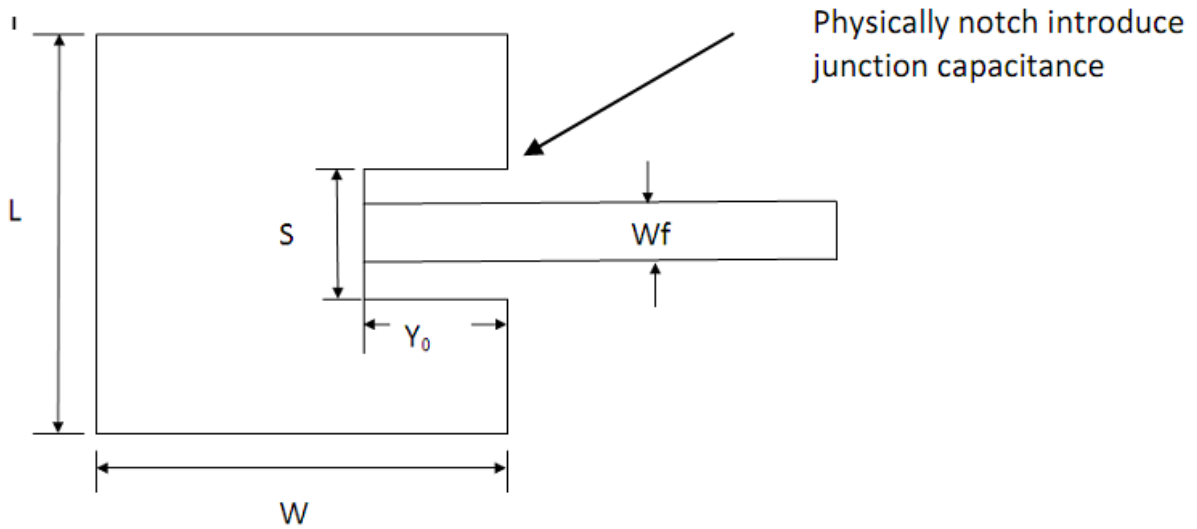 Physically notch introduce
junction capacitance
L
S
Wf
Y₀
W